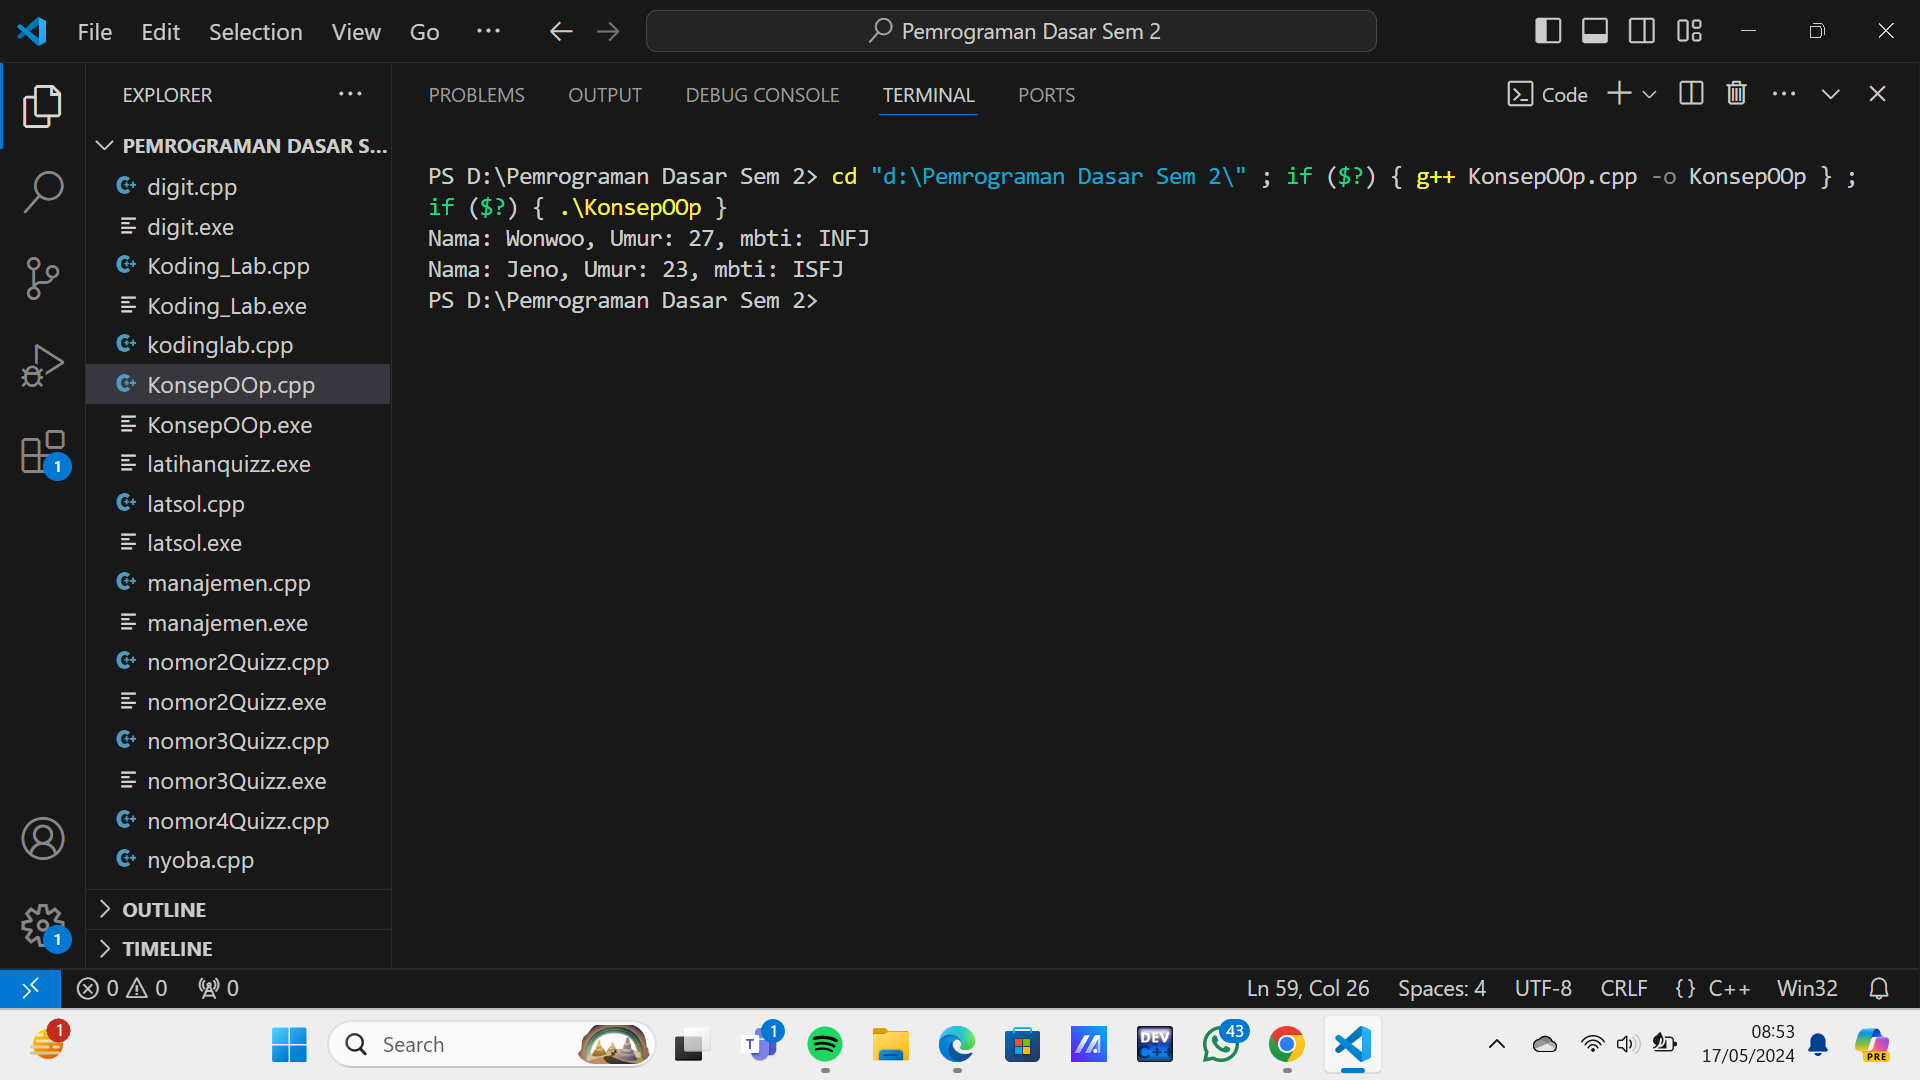 File Edit Selection View Go ··· Pemrograman Dasar Sem 2
EXPLORER ···
PEMROGRAMAN DASAR S...
digit.cpp
digit.exe
Koding_Lab.cpp
Koding_Lab.exe
kodinglab.cpp
KonsepOOp.cpp
KonsepOOp.exe
latihanquizz.exe
latsol.cpp
latsol.exe
manajemen.cpp
manajemen.exe
nomor2Quizz.cpp
nomor2Quizz.exe
nomor3Quizz.cpp
nomor3Quizz.exe
nomor4Quizz.cpp
nyoba.cpp
OUTLINE
TIMELINE
1
1
PROBLEMS OUTPUT DEBUG CONSOLE TERMINAL PORTS Code ···
PS D:\Pemrograman Dasar Sem 2> cd "d:\Pemrograman Dasar Sem 2\" ; if ($?) { g++ KonsepOOp.cpp -o KonsepOOp } ;
if ($?) { .\KonsepOOp }
Nama: Wonwoo, Umur: 27, mbti: INFJ
Nama: Jeno, Umur: 23, mbti: ISFJ
PS D:\Pemrograman Dasar Sem 2>
0 0 0 Ln 59, Col 26 Spaces: 4 UTF-8 CRLF {} C++ Win32
1 Search T 1 DEV C++ 43 08:53
17/05/2024 PRE